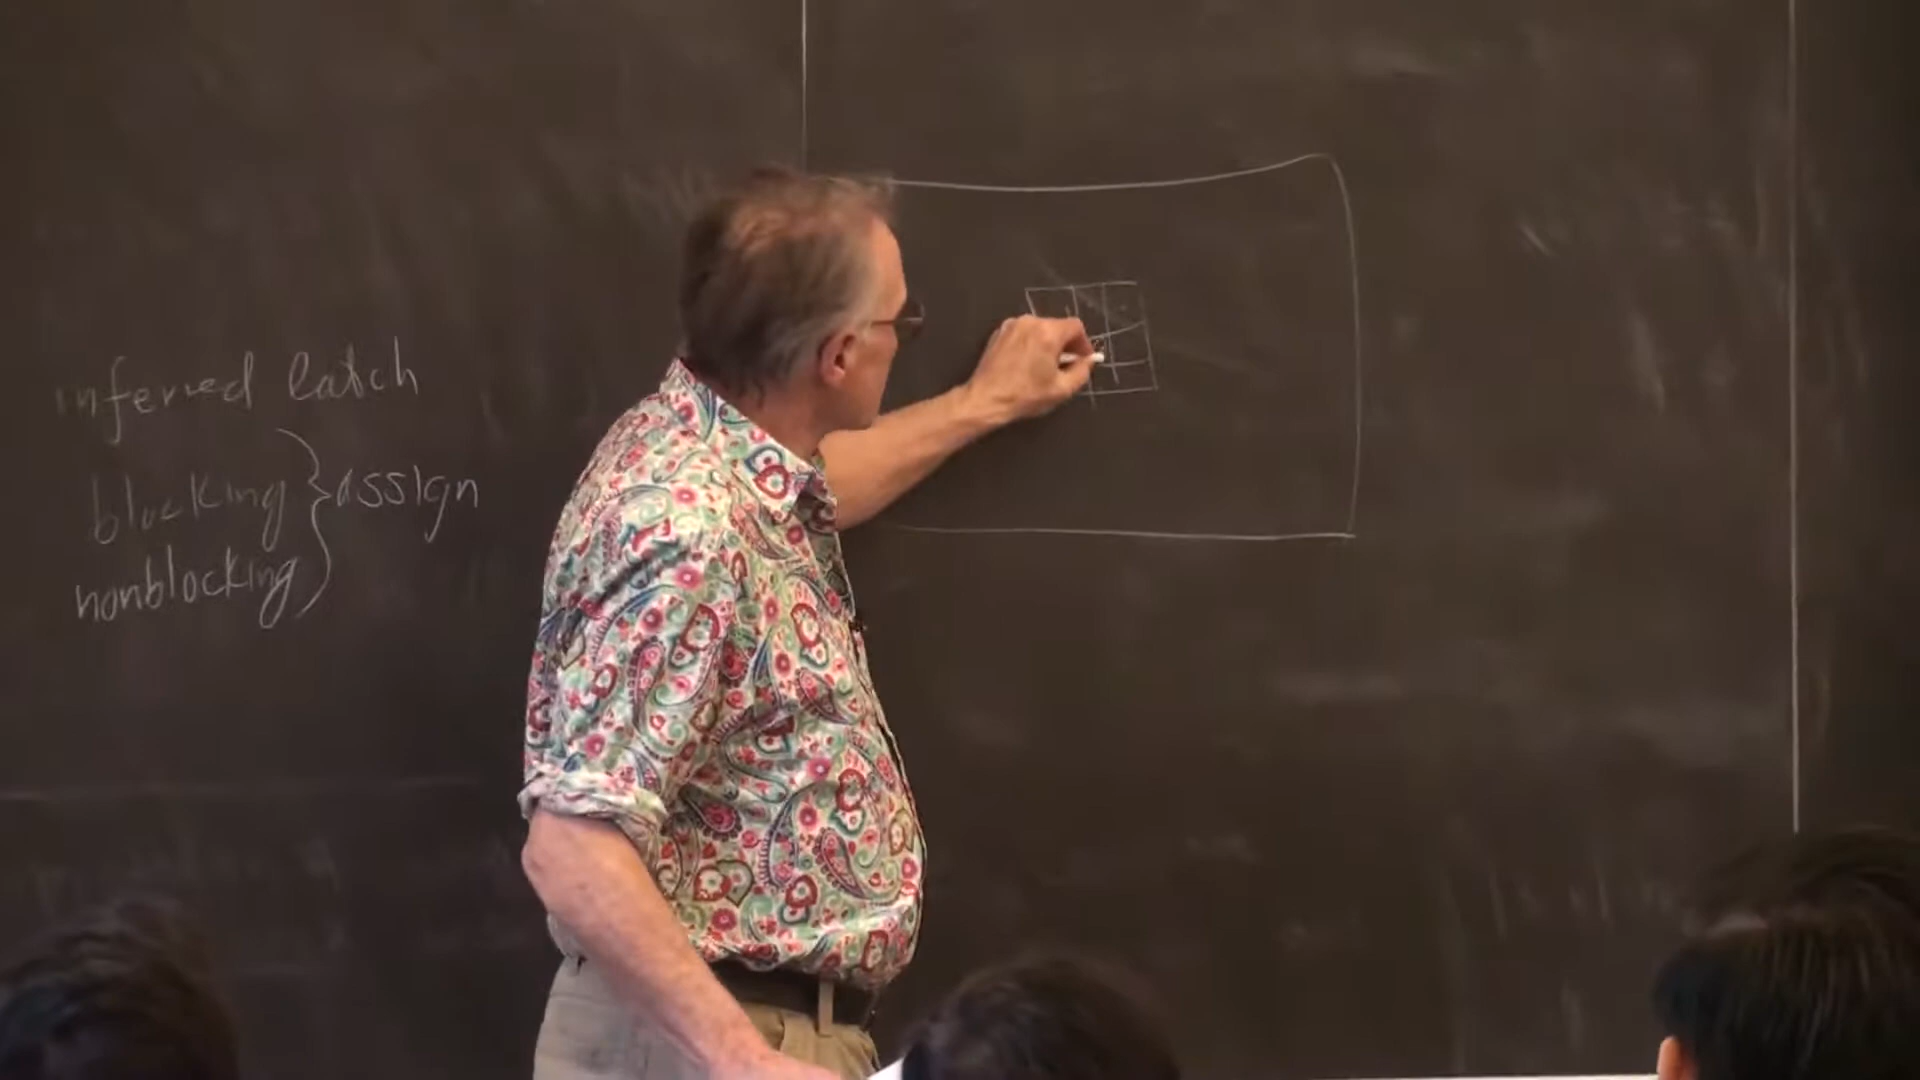 inferred latch
blocking } assign
nonblocking